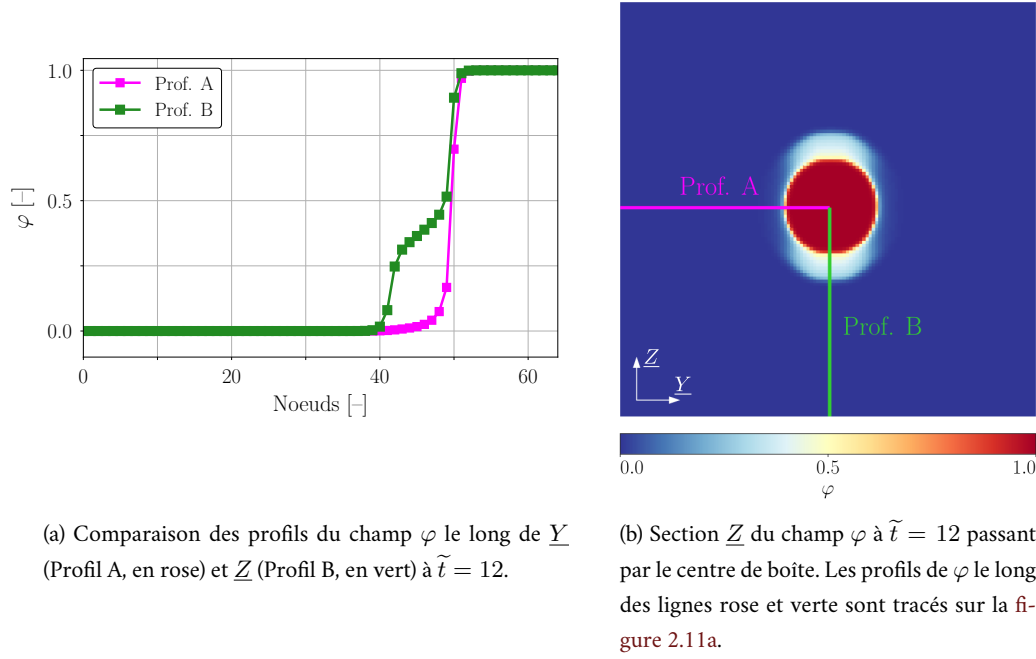 Prof. A
Prof. B
1.0
0.5
0.0
φ [–]
0
20
40
60
Noeuds [–]
Prof. A
Prof. B
Z
Y
0.0
0.5
1.0
φ
(a) Comparaison des profils du champ φ le long de Y
(Profil A, en rose) et Z (Profil B, en vert) à t̃ = 12.
(b) Section Z du champ φ à t̃ = 12 passant
par le centre de boîte. Les profils de φ le long
des lignes rose et verte sont tracés sur la fi-
gure 2.11a.